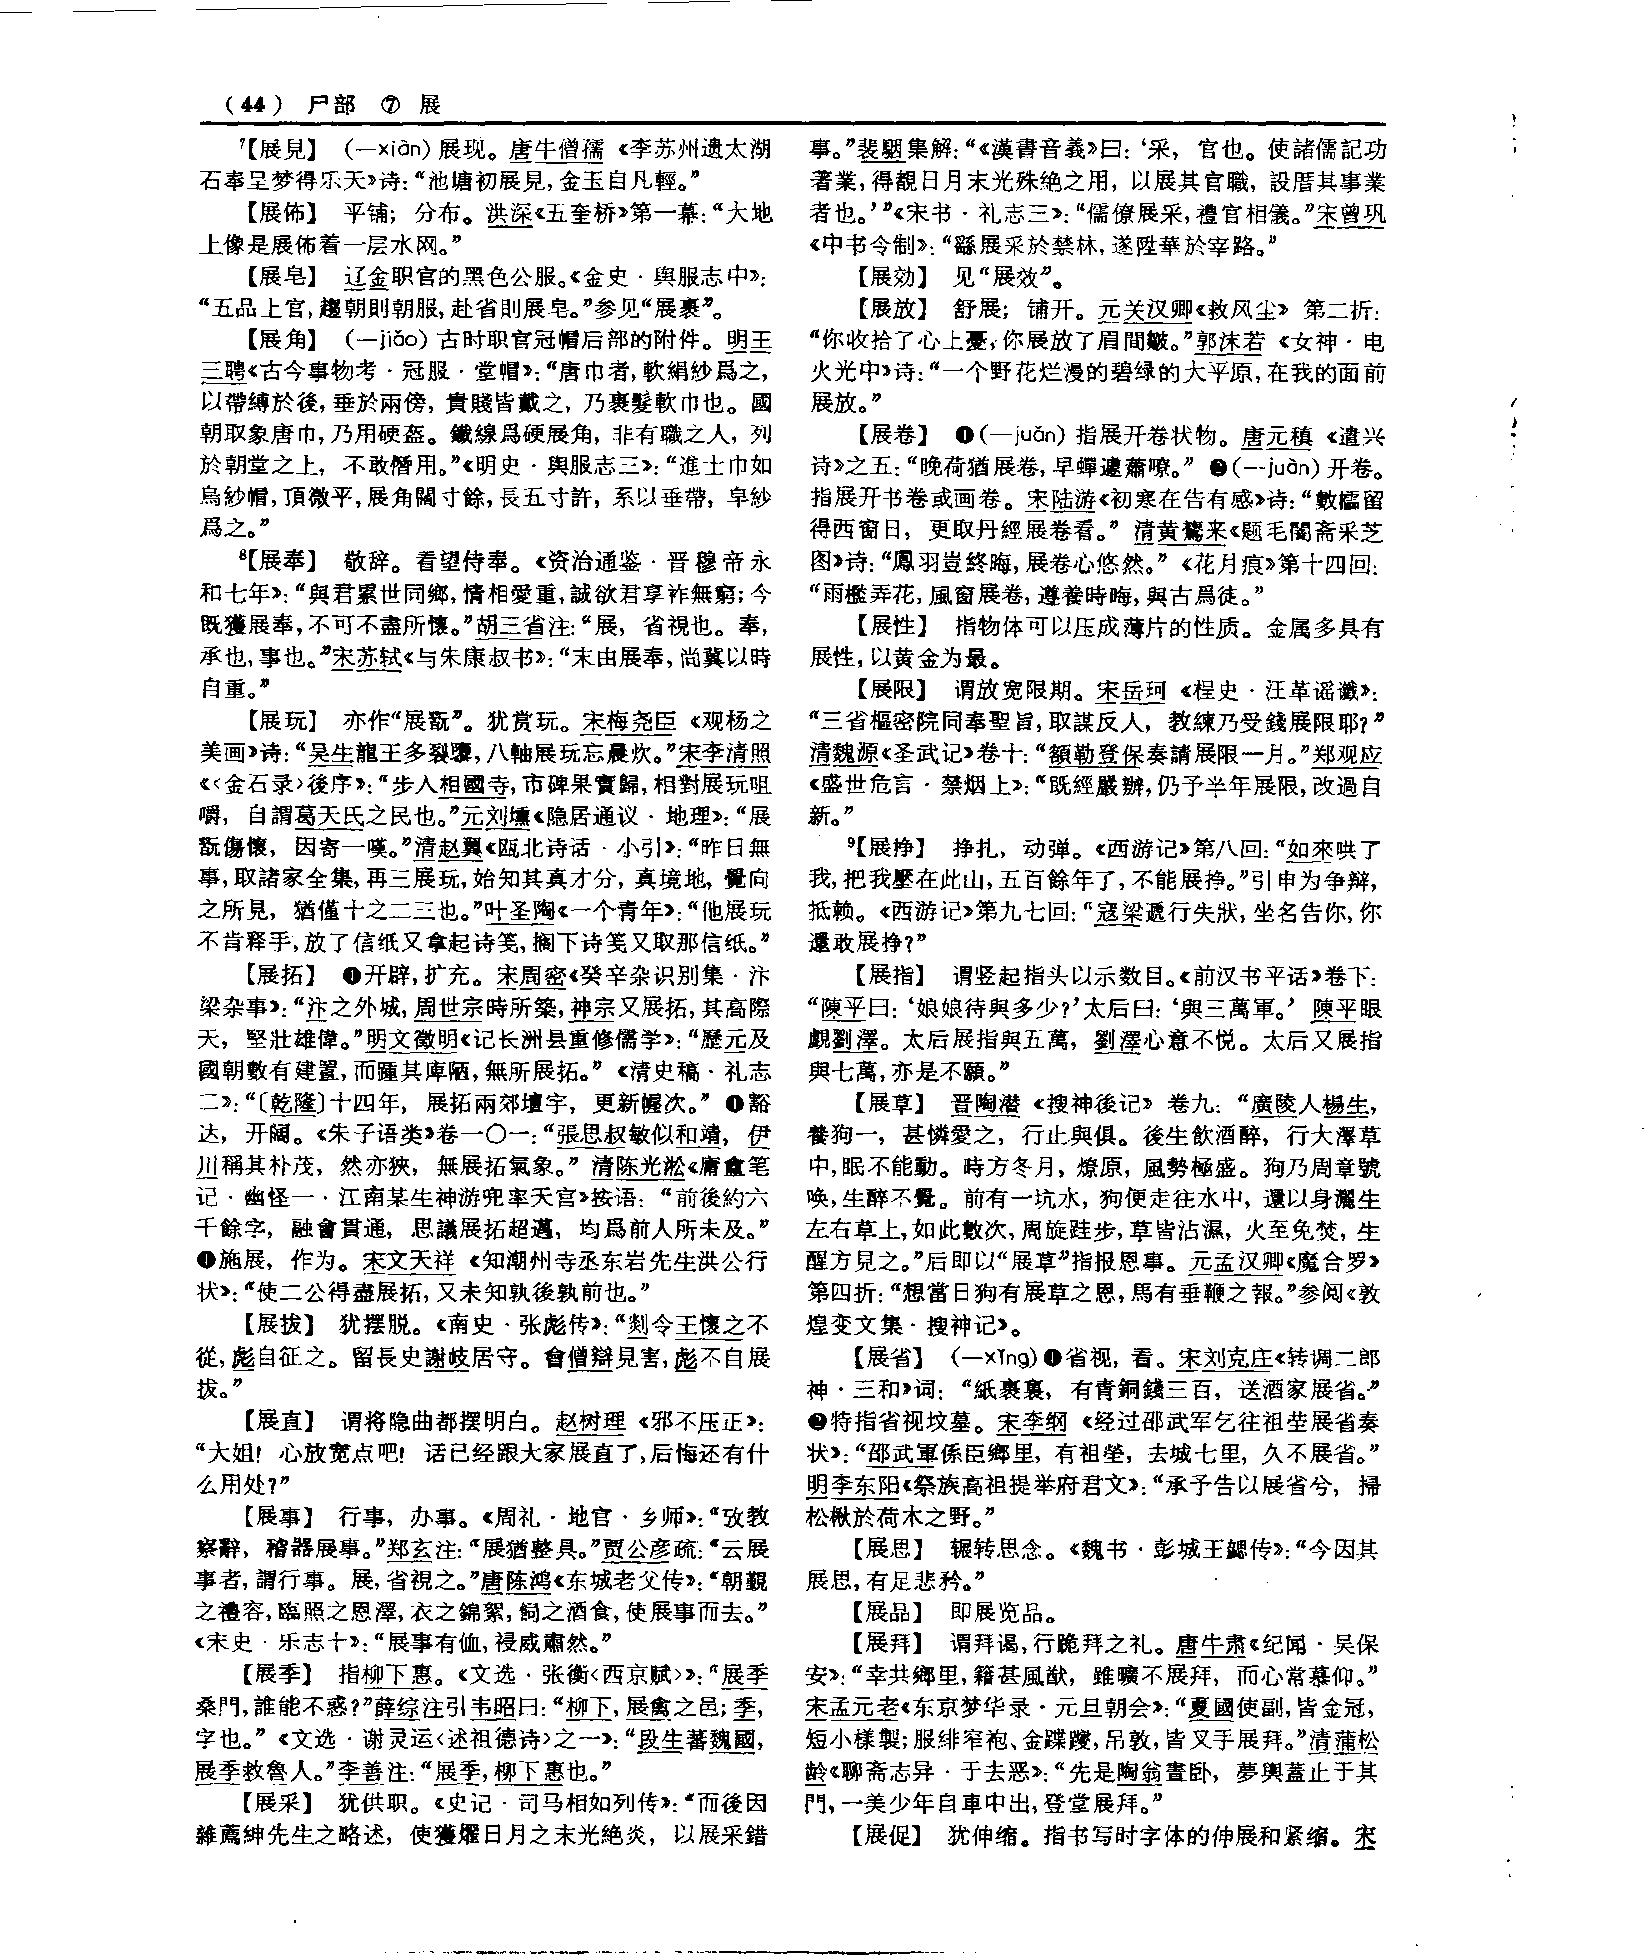 (44) 尸部 ⑦ 展
⁷【展見】 (—xiàn) 展现。唐牛僧孺《李苏州遗太湖
石奉呈梦得乐天》诗：“池塘初展見，金玉自凡輕。”
【展佈】 平铺；分布。洪深《五奎桥》第一幕：“大地
上像是展佈着一层水网。”
【展皂】 辽金职官的黑色公服。《金史·舆服志中》：
“五品上官，趨朝則朝服，赴省則展皂。”参见“展裹”。
【展角】 (—jiǎo) 古时职官冠帽后部的附件。明王
三聘《古今事物考·冠服·堂帽》：“唐巾者，軟絹紗爲之，
以帶縛於後，垂於兩傍，貴賤皆戴之，乃裹髮軟巾也。國
朝取象唐巾，乃用硬盔。鐵線爲硬展角，非有職之人，列
於朝堂之上，不敢僭用。”《明史·舆服志三》：“進士巾如
烏紗帽，頂微平，展角闊寸餘，長五寸許，系以垂帶，皁紗
爲之。”
⁸【展奉】 敬辞。看望侍奉。《资治通鉴·晋穆帝永
和七年》：“與君累世同鄉，情相愛重，誠欲君享祚無窮；今
既獲展奉，不可不盡所懷。”胡三省注：“展，省視也。奉，
承也，事也。”宋苏轼《与朱康叔书》：“末由展奉，尚冀以時
自重。”
【展玩】 亦作“展翫”。犹赏玩。宋梅尧臣《观杨之
美画》诗：“吴生龍王多裂鹽，八軸展玩忘晨炊。”宋李清照
《〈金石录〉後序》：“步入相國寺，市碑果實歸，相對展玩咀
嚼，自謂葛天氏之民也。”元刘壎《隐居通议·地理》：“展
翫傷懷，因寄一嘆。”清赵翼《瓯北诗话·小引》：“昨日無
事，取諸家全集，再三展玩，始知其真才分，真境地，覺向
之所見，猶僅十之二三也。”叶圣陶《一个青年》：“他展玩
不肯释手，放了信纸又拿起诗笺，搁下诗笺又取那信纸。”
【展拓】 ❶开辟，扩充。宋周密《癸辛杂识别集·汴
梁杂事》：“汴之外城，周世宗時所築，神宗又展拓，其高際
天，堅壯雄偉。”明文徵明《记长洲县重修儒学》：“歷元及
國朝數有建置，而踵其庳陋，無所展拓。”《清史稿·礼志
二》：“〔乾隆〕十四年，展拓兩郊壇宇，更新幄次。”❶豁
达，开阔。《朱子语类》卷一〇一：“張思叔敏似和靖，伊
川稱其朴茂，然亦狹，無展拓氣象。”清陈光淞《庸盦笔
记·幽怪一·江南某生神游兜率天宫》按语：“前後約六
千餘字，融會貫通，思議展拓超邁，均爲前人所未及。”
❶施展，作为。宋文天祥《知潮州寺丞东岩先生洪公行
状》：“使二公得盡展拓，又未知孰後孰前也。”
【展拔】 犹摆脱。《南史·张彪传》：“剡令王懷之不
從，彪自征之。留長史謝岐居守。會僧辯見害，彪不自展
拔。”
【展直】 谓将隐曲都摆明白。赵树理《邪不压正》：
“大姐！心放宽点吧！话已经跟大家展直了，后悔还有什
么用处？”
【展事】 行事，办事。《周礼·地官·乡师》：“攷教
察辭，稽器展事。”郑玄注：“展猶整具。”贾公彦疏：“云展
事者，謂行事。展，省視之。”唐陈鸿《东城老父传》：“朝覲
之禮容，臨照之恩澤，衣之錦絮，飼之酒食，使展事而去。”
《宋史·乐志十》：“展事有侐，祲威肅然。”
【展季】 指柳下惠。《文选·张衡〈西京赋〉》：“展季
桑門，誰能不惑？”薛综注引韦昭曰：“柳下，展禽之邑；季，
字也。”《文选·谢灵运〈述祖德诗〉之一》：“段生蕃魏國，
展季救魯人。”李善注：“展季，柳下惠也。”
【展采】 犹供职。《史记·司马相如列传》：“而後因
雜薦紳先生之略述，使獲燿日月之末光絶炎，以展采錯
事。”裴駰集解：“《漢書音義》曰：‘采，官也。使諸儒記功
著業，得覩日月末光殊绝之用，以展其官職，設厝其事業
者也。’”《宋书·礼志三》：“儒僚展采，禮官相儀。”宋曾巩
《中书令制》：“繇展采於禁林，遂陞華於宰路。”
【展効】 见“展效”。
【展放】 舒展；铺开。元关汉卿《救风尘》第二折：
“你收拾了心上憂，你展放了眉間皺。”郭沫若《女神·电
火光中》诗：“一个野花烂漫的碧绿的大平原，在我的面前
展放。”
【展卷】 ❶(—juǎn) 指展开卷状物。唐元稹《遣兴
诗》之五：“晚荷猶展卷，早蟬遽蕭嘹。” ❷(—juàn) 开卷。
指展开书卷或画卷。宋陆游《初寒在告有感》诗：“數櫺留
得西窗日，更取丹經展卷看。”清黄鷟来《题毛闇斋采芝
图》诗：“鳳羽豈終晦，展卷心悠然。”《花月痕》第十四回：
“雨檻弄花，風窗展卷，遵養時晦，與古爲徒。”
【展性】 指物体可以压成薄片的性质。金属多具有
展性，以黄金为最。
【展限】 谓放宽限期。宋岳珂《桯史·汪革谣谶》：
“三省樞密院同奉聖旨，取謀反人，教練乃受錢展限耶？”
清魏源《圣武记》卷十：“額勒登保奏請展限一月。”郑观应
《盛世危言·禁烟上》：“既經嚴辦，仍予半年展限，改過自
新。”
⁹【展挣】 挣扎，动弹。《西游记》第八回：“如來哄了
我，把我壓在此山，五百餘年了，不能展挣。”引申为争辩，
抵赖。《西游记》第九七回：“寇梁遞行失狀，坐名告你，你
還敢展挣？”
【展指】 谓竖起指头以示数目。《前汉书平话》卷下：
“陳平曰：‘娘娘待與多少？’太后曰：‘與三萬軍。’陳平眼
覷劉澤。太后展指與五萬，劉澤心意不悦。太后又展指
與七萬，亦是不願。”
【展草】 晋陶潜《搜神後记》卷九：“廣陵人楊生，
養狗一，甚憐愛之，行止與俱。後生飲酒醉，行大澤草
中，眠不能動。時方冬月，燎原，風勢極盛。狗乃周章號
唤，生醉不覺。前有一坑水，狗便走往水中，還以身灑生
左右草上，如此數次，周旋跬步，草皆沾濕，火至免焚，生
醒方見之。”后即以“展草”指报恩事。元孟汉卿《魔合罗》
第四折：“想當日狗有展草之恩，馬有垂鞭之報。”参阅《敦
煌变文集·搜神记》。
【展省】 (—xǐng)❶省视，看。宋刘克庄《转调二郎
神·三和》词：“紙裹裏，有青銅錢三百，送酒家展省。”
❷特指省视坟墓。宋李纲《经过邵武军乞往祖茔展省奏
状》：“邵武軍係臣鄉里，有祖塋，去城七里，久不展省。”
明李东阳《祭族高祖提举府君文》：“承予告以展省兮，掃
松楸於荷木之野。”
【展思】 辗转思念。《魏书·彭城王勰传》：“今因其
展思，有足悲矜。”
【展品】 即展览品。
【展拜】 谓拜谒，行跪拜之礼。唐牛肃《纪闻·吴保
安》：“幸共鄉里，籍甚風猷，雖曠不展拜，而心常慕仰。”
宋孟元老《东京梦华录·元旦朝会》：“夏國使副，皆金冠，
短小樣製；服绯窄袍、金蹀躞，吊敦，皆叉手展拜。”清蒲松
龄《聊斋志异·于去恶》：“先是陶翁晝卧，夢輿蓋止于其
門，一美少年自車中出，登堂展拜。”
【展促】 犹伸缩。指书写时字体的伸展和紧缩。宋